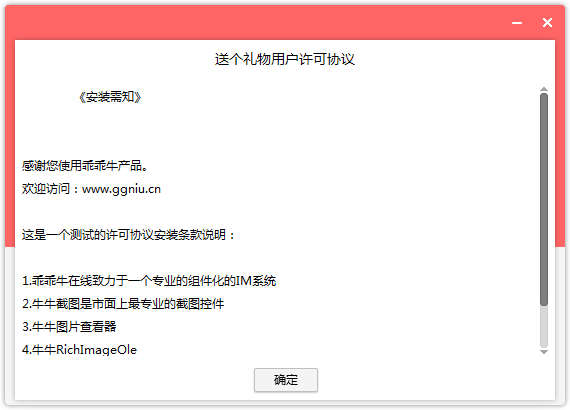 送个礼物用户许可协议
《安装需知》
感谢您使用乖乖牛产品。
欢迎访问：www.ggniu.cn
这是一个测试的许可协议安装条款说明：
1.乖乖牛在线致力于一个专业的组件化的IM系统
2.牛牛截图是市面上最专业的截图控件
3.牛牛图片查看器
4.牛牛RichImageOle
确定